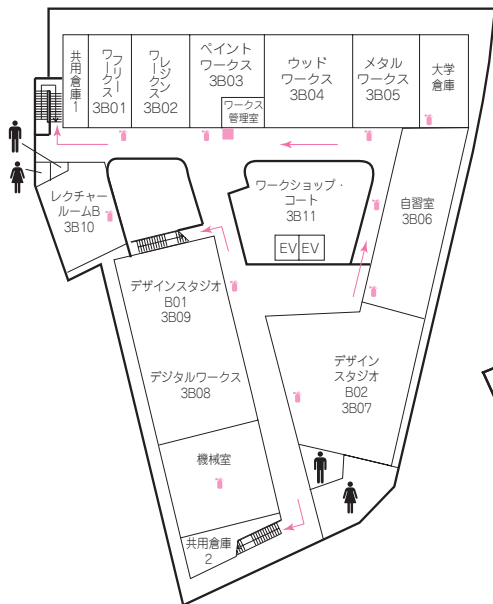 共用倉庫1
フリー
ワークス
3B01
レジン
ワークス
3B02
ペイント
ワークス
3B03
ワークス
管理室
ウッド
ワークス
3B04
メタル
ワークス
3B05
大学
倉庫
レクチャー
ルームB
3B10
ワークショップ・
コート
3B11
EV EV
自習室
3B06
デザインスタジオ
B01
3B09
デジタルワークス
3B08
デザイン
スタジオ
B02
3B07
機械室
共用倉庫
2